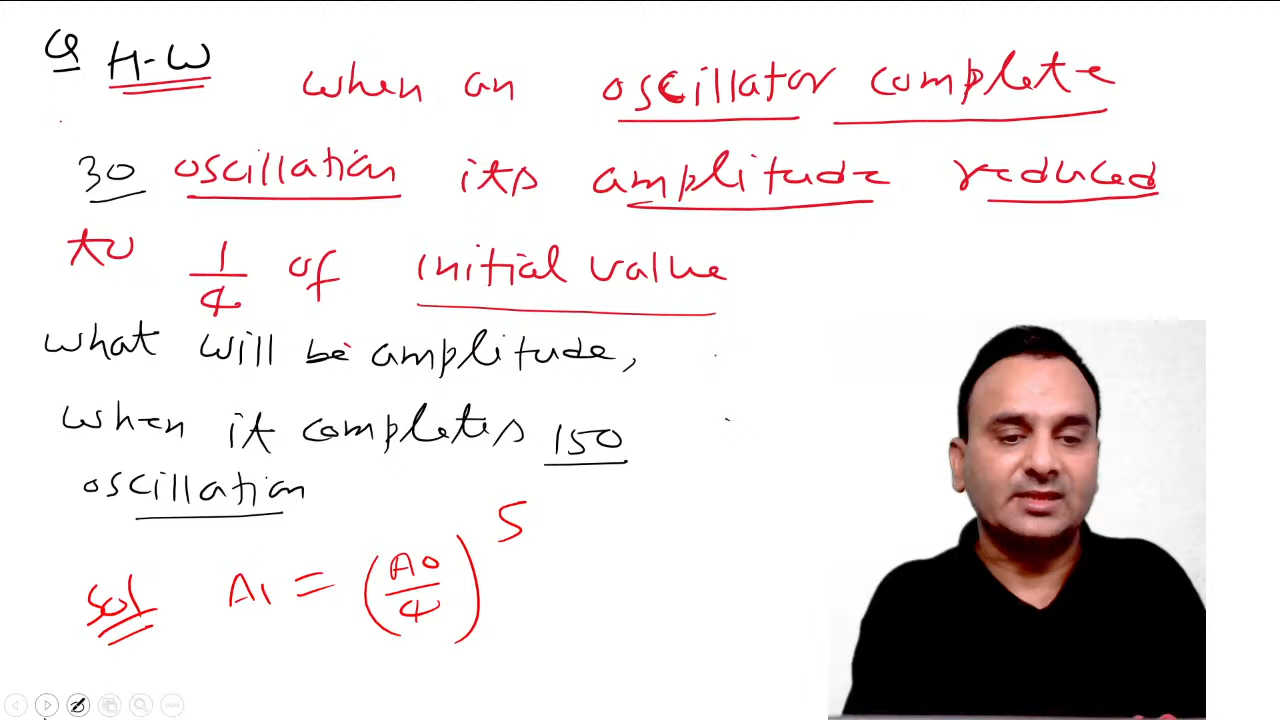 Q H-W when an oscillator complete
30 oscillation its amplitude reduced
to 1/4 of initial value
what will be amplitude,
when it completes 150
oscillation
Sol A₁ = (A₀/4)⁵